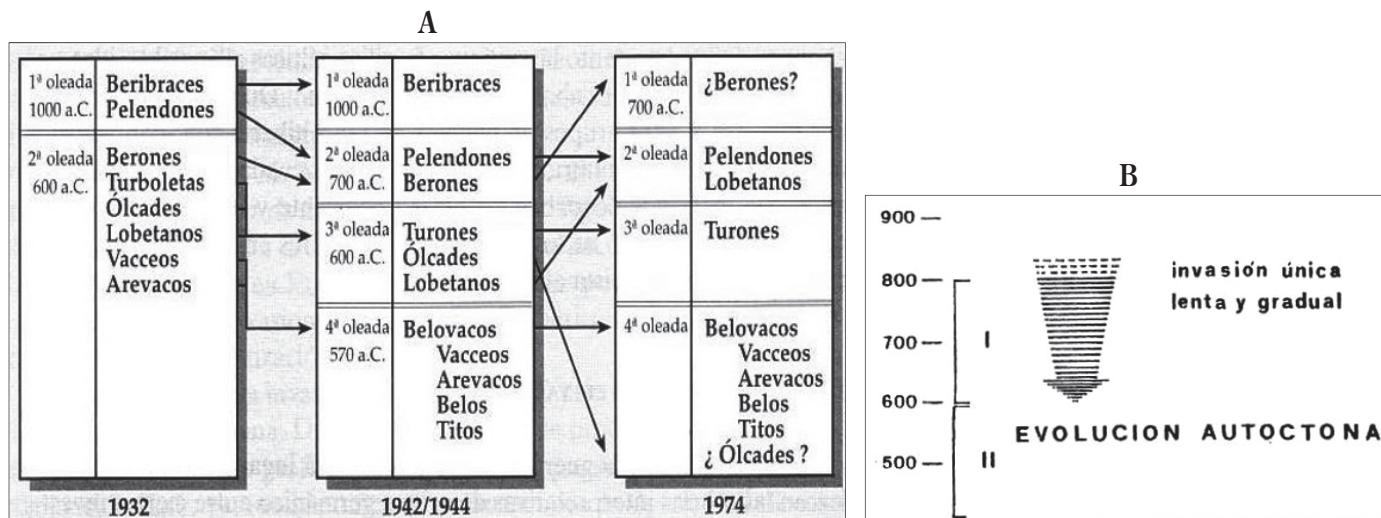 A
1ª oleada
1000 a.C.
Beribraces
Pelendones
2ª oleada
600 a.C.
Berones
Turboletas
Ólcades
Lobetanos
Vacceos
Arevacos
1932
1ª oleada
1000 a.C.
Beribraces
2ª oleada
700 a.C.
Pelendones
Berones
3ª oleada
600 a.C.
Turones
Ólcades
Lobetanos
4ª oleada
570 a.C.
Belovacos
Vacceos
Arevacos
Belos
Titos
1942/1944
1ª oleada
700 a.C.
¿Berones?
2ª oleada
Pelendones
Lobetanos
3ª oleada
Turones
4ª oleada
Belovacos
Vacceos
Arevacos
Belos
Titos
¿ Ólcades ?
1974
B
900
800
700
600
500
I
II
invasión única
lenta y gradual
EVOLUCION AUTOCTONA